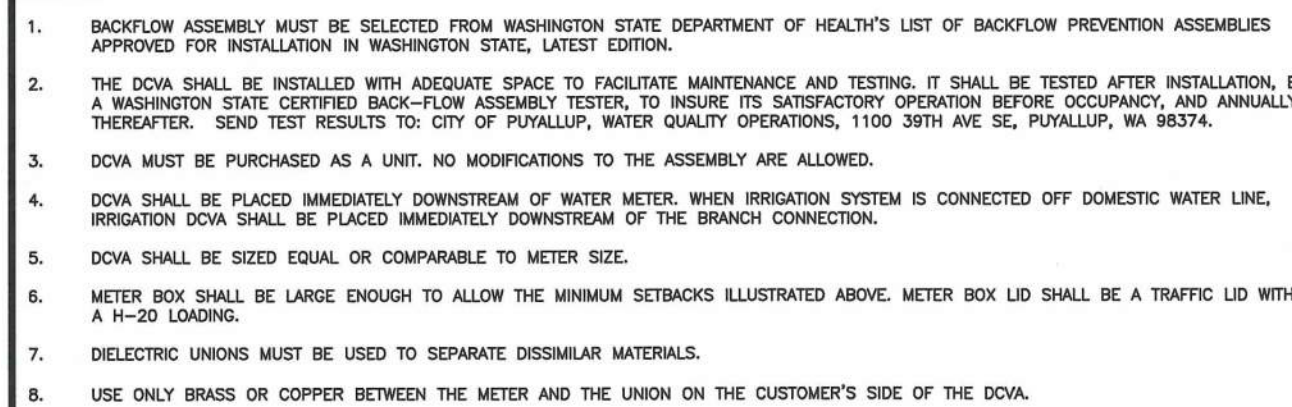 1. BACKFLOW ASSEMBLY MUST BE SELECTED FROM WASHINGTON STATE DEPARTMENT OF HEALTH'S LIST OF BACKFLOW PREVENTION ASSEMBLIES
APPROVED FOR INSTALLATION IN WASHINGTON STATE, LATEST EDITION.
2. THE DCVA SHALL BE INSTALLED WITH ADEQUATE SPACE TO FACILITATE MAINTENANCE AND TESTING. IT SHALL BE TESTED AFTER INSTALLATION,
A WASHINGTON STATE CERTIFIED BACK-FLOW ASSEMBLY TESTER, TO INSURE ITS SATISFACTORY OPERATION BEFORE OCCUPANCY, AND ANNUALLY
THEREAFTER. SEND TEST RESULTS TO: CITY OF PUYALLUP, WATER QUALITY OPERATIONS, 1100 39TH AVE SE, PUYALLUP, WA 98374.
3. DCVA MUST BE PURCHASED AS A UNIT. NO MODIFICATIONS TO THE ASSEMBLY ARE ALLOWED.
4. DCVA SHALL BE PLACED IMMEDIATELY DOWNSTREAM OF WATER METER. WHEN IRRIGATION SYSTEM IS CONNECTED OFF DOMESTIC WATER LINE,
IRRIGATION DCVA SHALL BE PLACED IMMEDIATELY DOWNSTREAM OF THE BRANCH CONNECTION.
5. DCVA SHALL BE SIZED EQUAL OR COMPARABLE TO METER SIZE.
6. METER BOX SHALL BE LARGE ENOUGH TO ALLOW THE MINIMUM SETBACKS ILLUSTRATED ABOVE. METER BOX LID SHALL BE A TRAFFIC LID WITH
A H-20 LOADING.
7. DIELECTRIC UNIONS MUST BE USED TO SEPARATE DISSIMILAR MATERIALS.
8. USE ONLY BRASS OR COPPER BETWEEN THE METER AND THE UNION ON THE CUSTOMER'S SIDE OF THE DCVA.